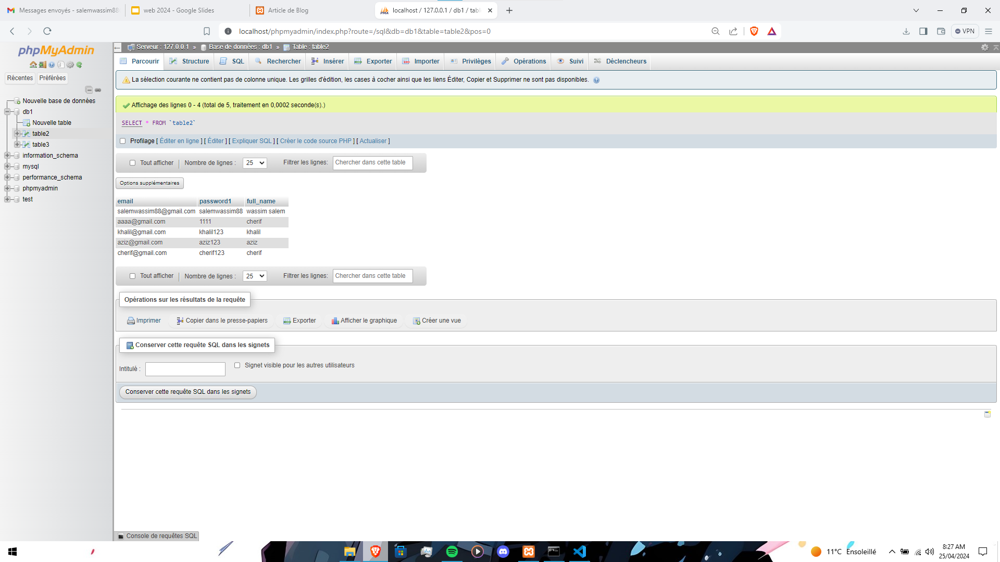 Messages envoyés - salemwassim88
web 2024 - Google Slides
Article de Blog
localhost / 127.0.0.1 / db1 / tabl
localhost/phpmyadmin/index.php?route=/sql&db=db1&table=table2&pos=0
VPN
phpMyAdmin
Récentes
Préférées
Nouvelle base de données
db1
Nouvelle table
table2
table3
information_schema
mysql
performance_schema
phpmyadmin
test
Serveur : 127.0.0.1 » Base de données : db1 » Table : table2
Parcourir
Structure
SQL
Rechercher
Insérer
Exporter
Importer
Privilèges
Opérations
Suivi
Déclencheurs
La sélection courante ne contient pas de colonne unique. Les grilles d'édition, les cases à cocher ainsi que les liens Éditer, Copier et Supprimer ne sont pas disponibles.
Affichage des lignes 0 - 4 (total de 5, traitement en 0,0002 seconde(s).)
SELECT * FROM `table2`
Profilage [ Éditer en ligne ] [ Éditer ] [ Expliquer SQL ] [ Créer le code source PHP ] [ Actualiser ]
Tout afficher
Nombre de lignes :
25
Filtrer les lignes:
Chercher dans cette table
Options supplémentaires
email password1 full_name
salemwassim88@gmail.com salemwassim88 wassim salem
aaaa@gmail.com 1111 cherif
khalil@gmail.com khalil123 khalil
aziz@gmail.com aziz123 aziz
cherif@gmail.com cherif123 cherif
Tout afficher
Nombre de lignes :
25
Filtrer les lignes:
Chercher dans cette table
Opérations sur les résultats de la requête
Imprimer
Copier dans le presse-papiers
Exporter
Afficher le graphique
Créer une vue
Conserver cette requête SQL dans les signets
Intitulé :
Signet visible pour les autres utilisateurs
Conserver cette requête SQL dans les signets
Console de requêtes SQL
11°C Ensoleillé
8:27 AM
25/04/2024